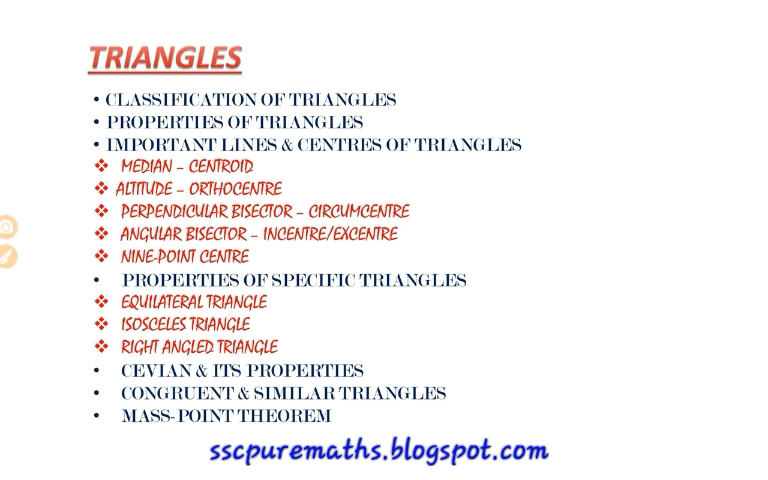 TRIANGLES
• CLASSIFICATION OF TRIANGLES
• PROPERTIES OF TRIANGLES
• IMPORTANT LINES & CENTRES OF TRIANGLES
❖ MEDIAN – CENTROID
❖ ALTITUDE – ORTHOCENTRE
❖ PERPENDICULAR BISECTOR – CIRCUMCENTRE
❖ ANGULAR BISECTOR – INCENTRE/EXCENTRE
❖ NINE-POINT CENTRE
• PROPERTIES OF SPECIFIC TRIANGLES
❖ EQUILATERAL TRIANGLE
❖ ISOSCELES TRIANGLE
❖ RIGHT ANGLED TRIANGLE
• CEVIAN & ITS PROPERTIES
• CONGRUENT & SIMILAR TRIANGLES
• MASS-POINT THEOREM
sscpuremaths.blogspot.com